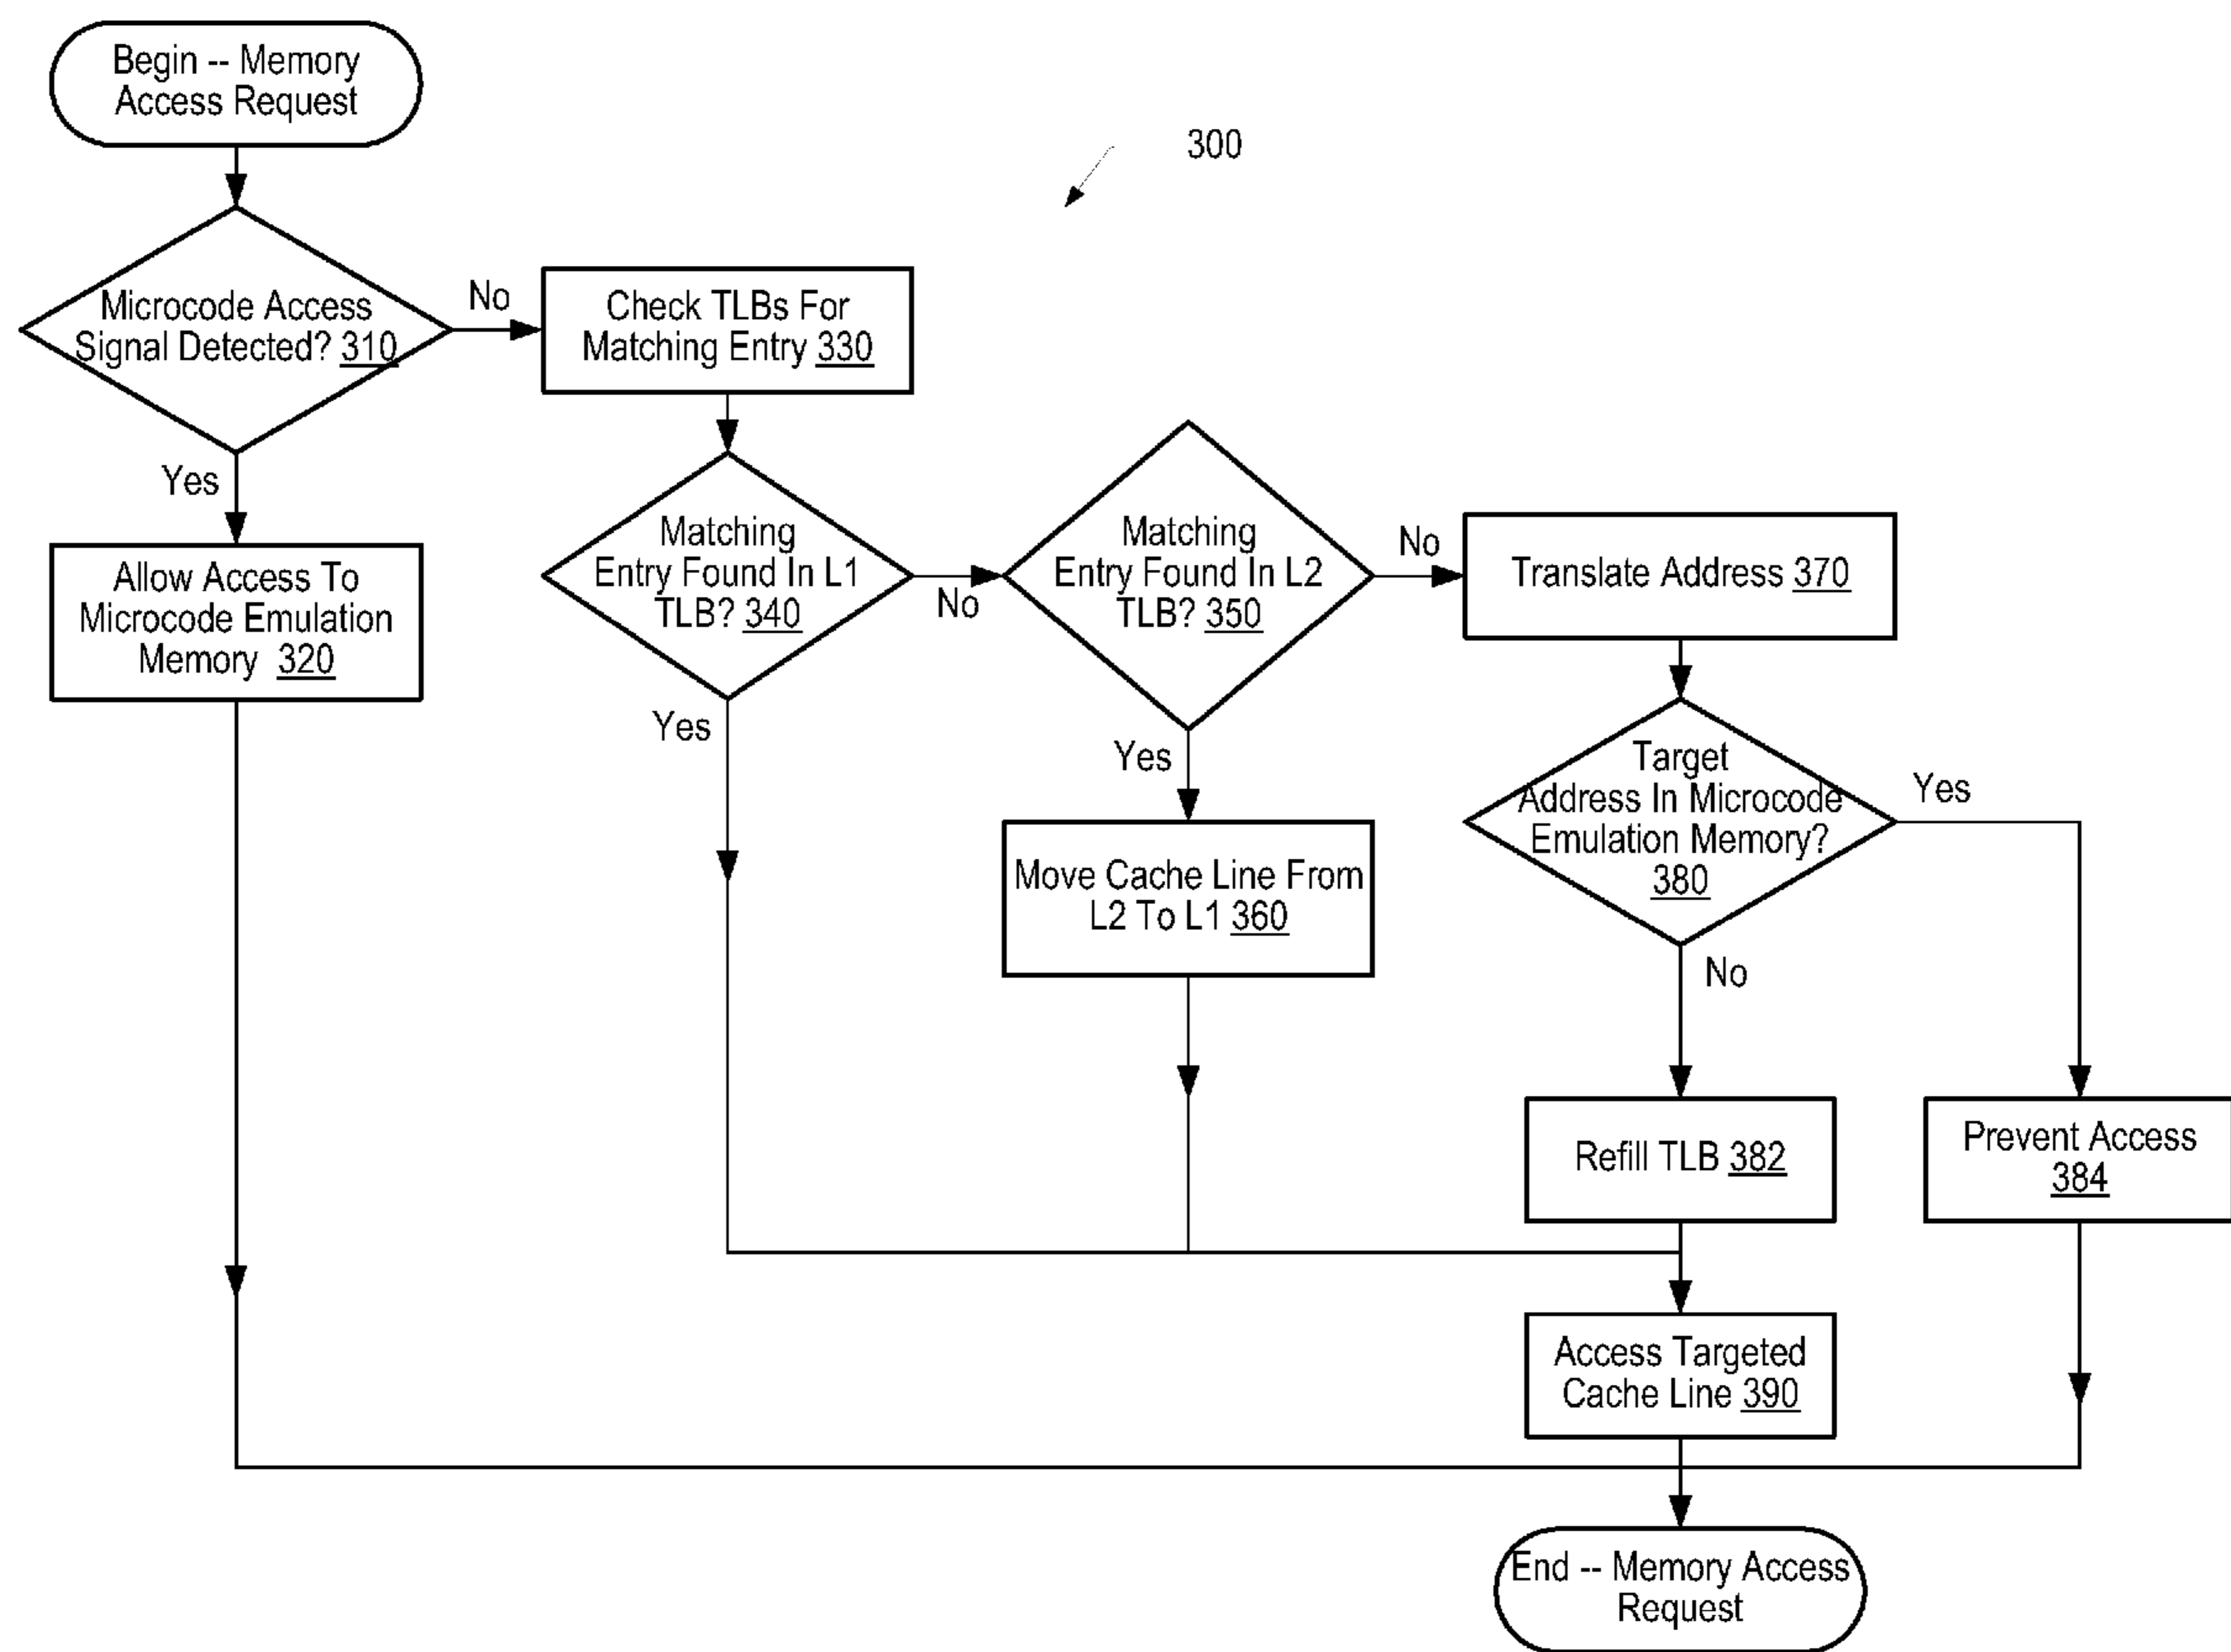 Begin -- Memory
Access Request
300
Microcode Access
Signal Detected? 310
No
Check TLBs For
Matching Entry 330
Yes
Allow Access To
Microcode Emulation
Memory 320
Matching
Entry Found In L1
TLB? 340
No
Yes
Matching
Entry Found In L2
TLB? 350
No
Yes
Translate Address 370
Move Cache Line From
L2 To L1 360
Target
Address In Microcode
Emulation Memory?
380
Yes
No
Refill TLB 382
Prevent Access
384
Access Targeted
Cache Line 390
End -- Memory Access
Request